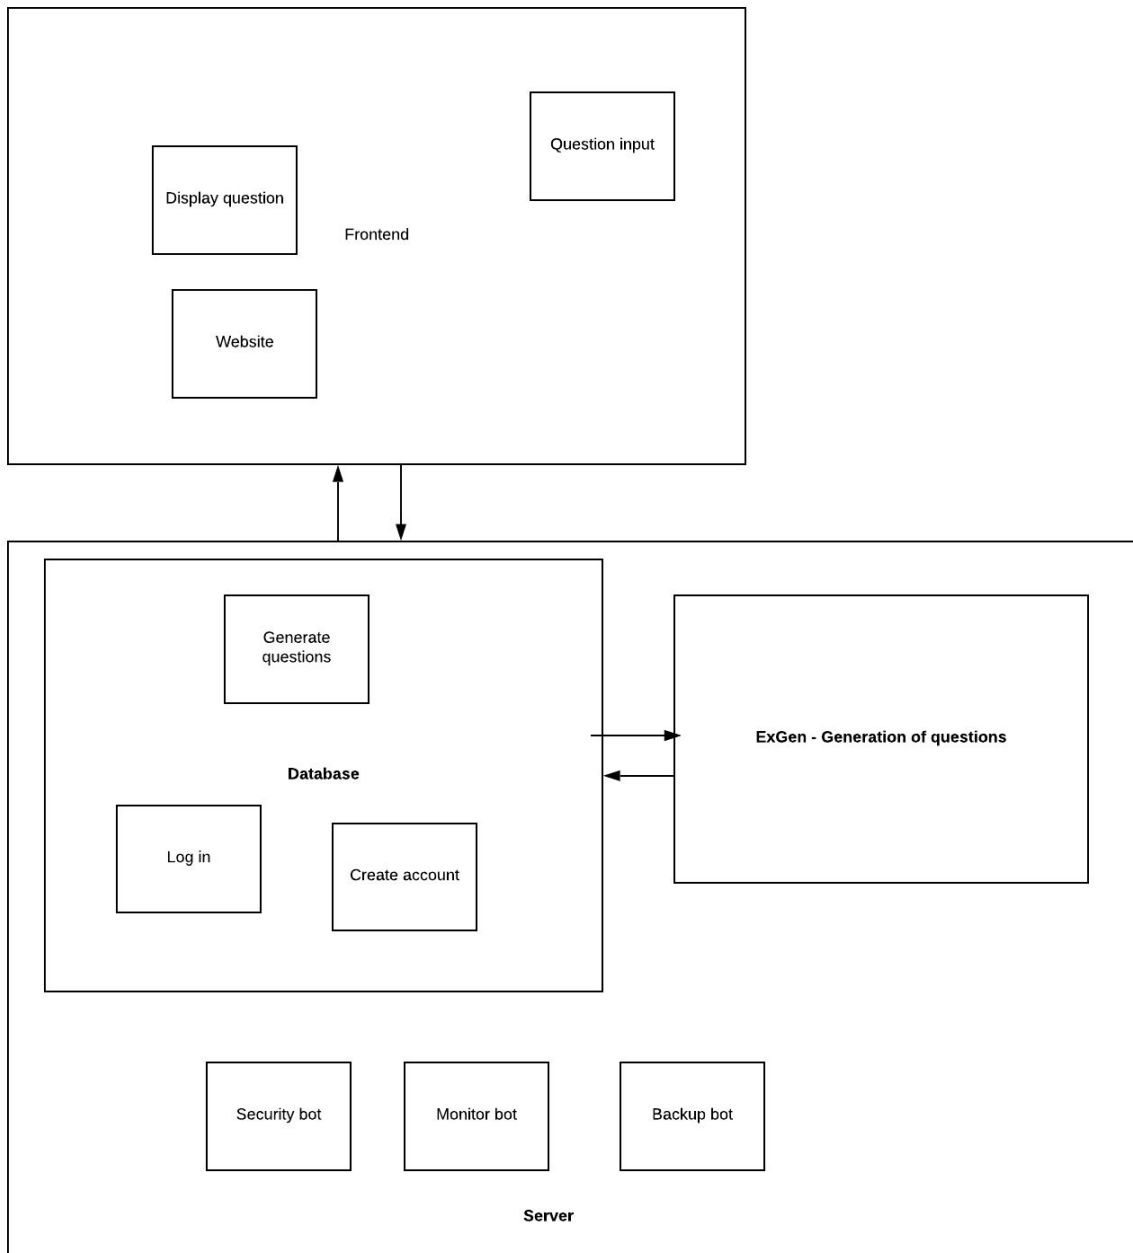 Question input
Display question
Frontend
Website
Generate
questions
Database
ExGen - Generation of questions
Log in
Create account
Security bot
Monitor bot
Backup bot
Server